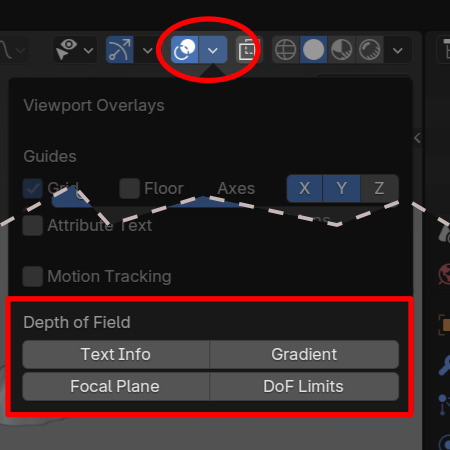 Viewport Overlays
Guides
Grid Floor Axes X Y Z
Attribute Text
Motion Tracking
Depth of Field
Text Info Gradient
Focal Plane DoF Limits